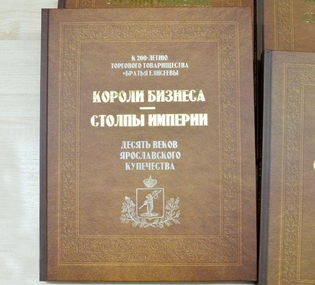 К 200-ЛЕТИЮ
ТОРГОВОГО ТОВАРИЩЕСТВА
«БРАТЬЯ ЕЛИСЕЕВЫ»
КОРОЛИ БИЗНЕСА
СТОЛПЫ ИМПЕРИИ
ДЕСЯТЬ ВЕКОВ
ЯРОСЛАВСКОГО
КУПЕЧЕСТВА